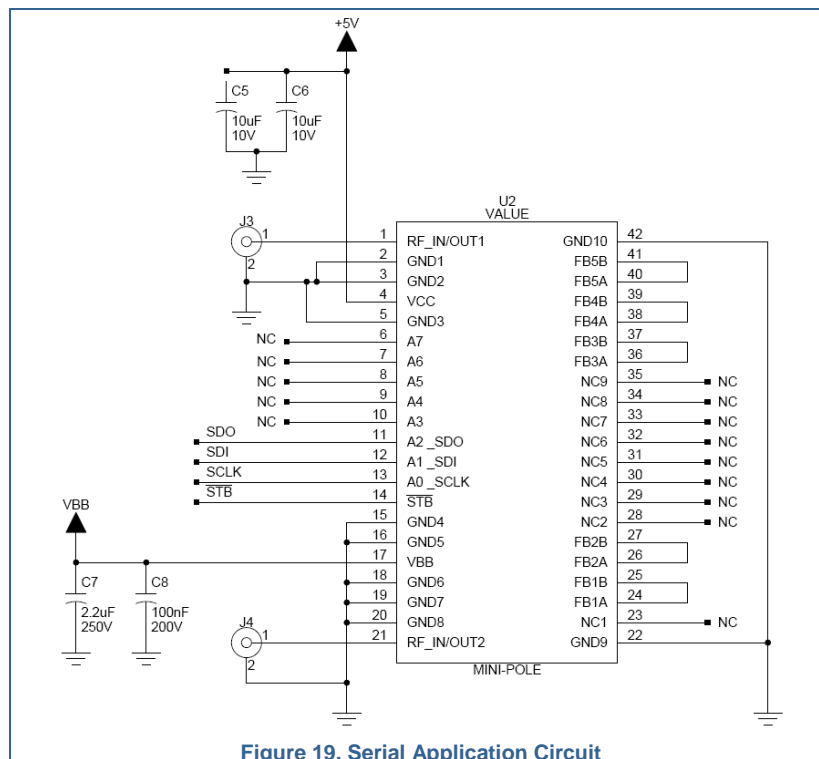 +5V
C5
10uF
10V
C6
10uF
10V
U2
VALUE
J3
1
2
1 RF_IN/OUT1 GND10 42
2 GND1 FB5B 41
3 GND2 FB5A 40
4 VCC FB4B 39
5 GND3 FB4A 38
NC 6 A7 FB3B 37
NC 7 A6 FB3A 36
NC 8 A5 NC9 35 NC
NC 9 A4 NC8 34 NC
NC 10 A3 NC7 33 NC
SDO 11 A2_SDO NC6 32 NC
SDI 12 A1_SDI NC5 31 NC
SCLK 13 A0_SCLK NC4 30 NC
STB 14 STB NC3 29 NC
15 GND4 NC2 28 NC
16 GND5 FB2B 27
17 VBB FB2A 26
18 GND6 FB1B 25
19 GND7 FB1A 24
20 GND8 NC1 23 NC
21 RF_IN/OUT2 GND9 22
MINI-POLE
VBB
C7
2.2uF
250V
C8
100nF
200V
J4
1
2
Figure 19. Serial Application Circuit